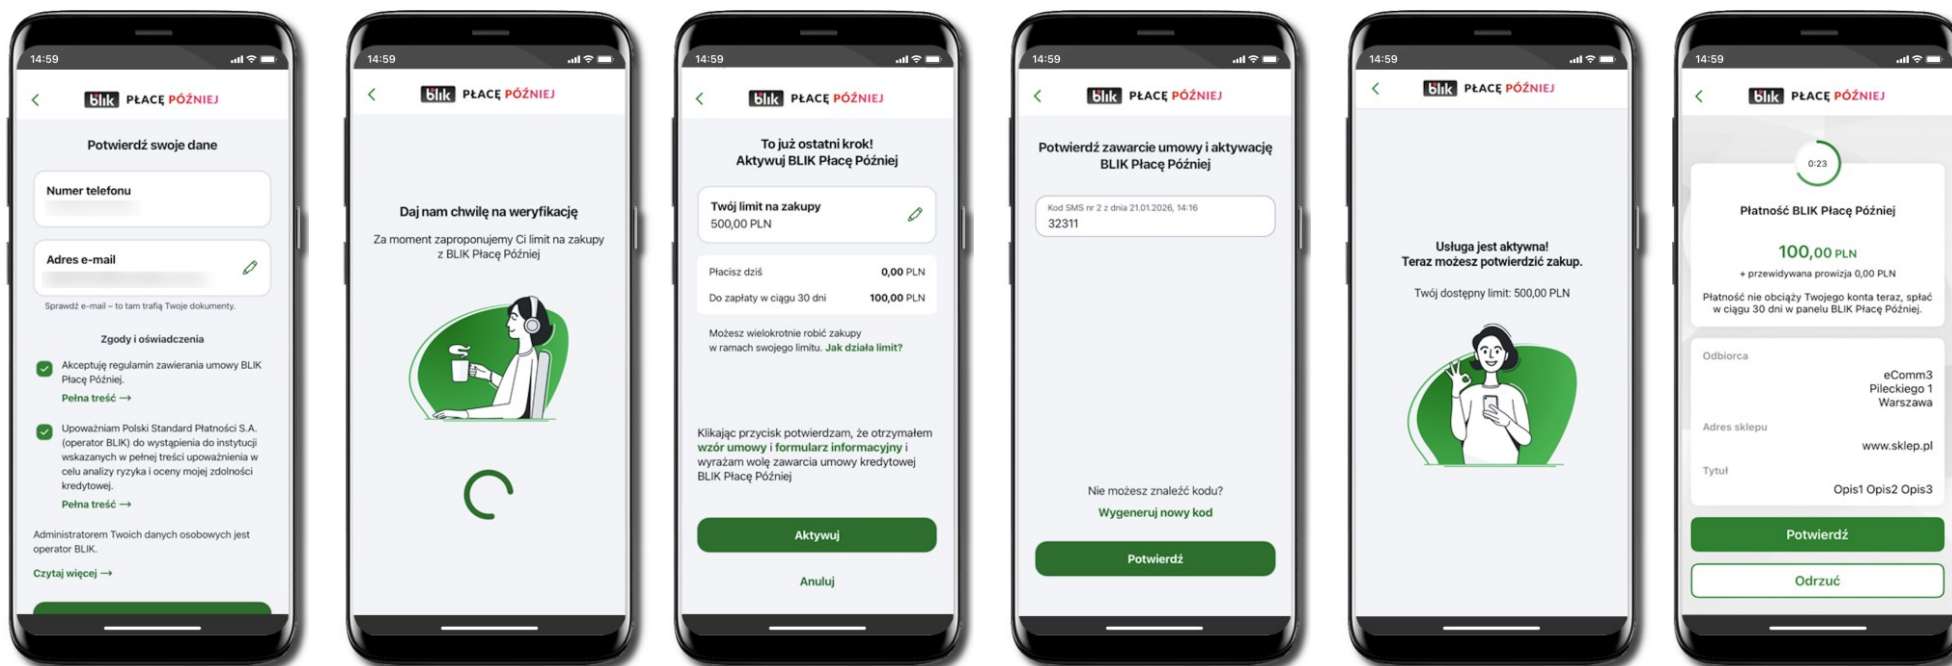 14:59
blik PŁACĘ PÓŹNIEJ
Potwierdź swoje dane
Numer telefonu
Adres e-mail
Sprawdź e-mail – to tam trafią Twoje dokumenty.
Zgody i oświadczenia
Akceptuję regulamin zawierania umowy BLIK
Płacę Później.
Pełna treść →
Upoważniam Polski Standard Płatności S.A.
(operator BLIK) do wystąpienia do instytucji
wskazanych w pełnej treści upoważnienia w
celu analizy ryzyka i oceny mojej zdolności
kredytowej.
Pełna treść →
Administratorem Twoich danych osobowych jest
operator BLIK.
Czytaj więcej →
14:59
blik PŁACĘ PÓŹNIEJ
Daj nam chwilę na weryfikację
Za moment zaproponujemy Ci limit na zakupy
z BLIK Płacę Później
14:59
blik PŁACĘ PÓŹNIEJ
To już ostatni krok!
Aktywuj BLIK Płacę Później
Twój limit na zakupy
500,00 PLN
Płacisz dziś 0,00 PLN
Do zapłaty w ciągu 30 dni 100,00 PLN
Możesz wielokrotnie robić zakupy
w ramach swojego limitu. Jak działa limit?
Klikając przycisk potwierdzam, że otrzymałem
wzór umowy i formularz informacyjny i
wyrażam wolę zawarcia umowy kredytowej
BLIK Płacę Później
Aktywuj
Anuluj
14:59
blik PŁACĘ PÓŹNIEJ
Potwierdź zawarcie umowy i aktywację
BLIK Płacę Później
Kod SMS nr 2 z dnia 21.01.2026, 14:16
32311
Nie możesz znaleźć kodu?
Wygeneruj nowy kod
Potwierdź
14:59
blik PŁACĘ PÓŹNIEJ
Usługa jest aktywna!
Teraz możesz potwierdzić zakup.
Twój dostępny limit: 500,00 PLN
14:59
blik PŁACĘ PÓŹNIEJ
0:23
Płatność BLIK Płacę Później
100,00 PLN
+ przewidywana prowizja 0,00 PLN
Płatność nie obciąży Twojego konta teraz, spłać
w ciągu 30 dni w panelu BLIK Płacę Później.
Odbiorca
eComm3
Pileckiego 1
Warszawa
Adres sklepu
www.sklep.pl
Tytuł
Opis1 Opis2 Opis3
Potwierdź
Odrzuć